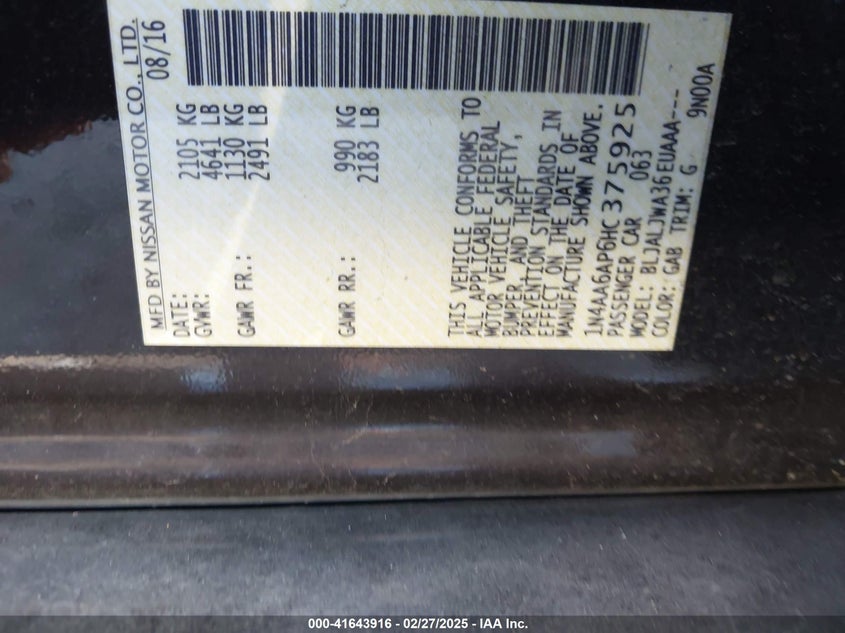 MFD BY NISSAN MOTOR CO., LTD.
DATE: 08/16
GVWR: 2105 KG
4641 LB
GAWR FR.: 1130 KG
2491 LB
GAWR RR.: 990 KG
2183 LB
THIS VEHICLE CONFORMS TO
ALL APPLICABLE FEDERAL
MOTOR VEHICLE SAFETY,
BUMPER, AND THEFT
PREVENTION STANDARDS IN
EFFECT ON THE DATE OF
MANUFACTURE SHOWN ABOVE.
1N4AA6AP6HC375925
PASSENGER CAR 063
MODEL: BLJALJWA36EUAAA---
COLOR: GAB TRIM: G 9N00A
000-41643916 - 02/27/2025 - IAA Inc.